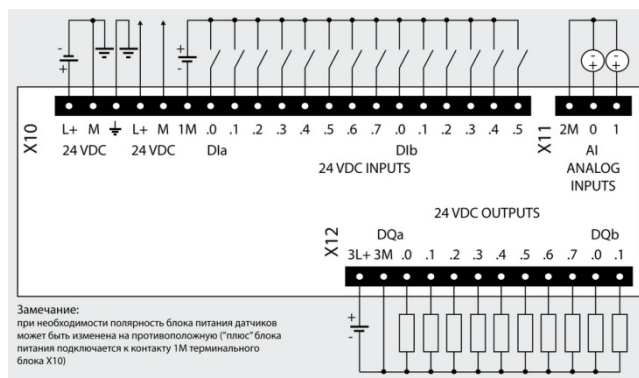 X10
L+ M ⏚ L+ M 1M .0 .1 .2 .3 .4 .5 .6 .7 .0 .1 .2 .3 .4 .5
24 VDC 24 VDC DIa DIb
24 VDC INPUTS
X11
2M 0 1
AI
ANALOG
INPUTS
24 VDC OUTPUTS
X12
DQa DQb
3L+ 3M .0 .1 .2 .3 .4 .5 .6 .7 .0 .1
Замечание:
при необходимости полярность блока питания датчиков
может быть изменена на противоположную ("плюс" блока
питания подключается к контакту 1М терминального
блока X10)